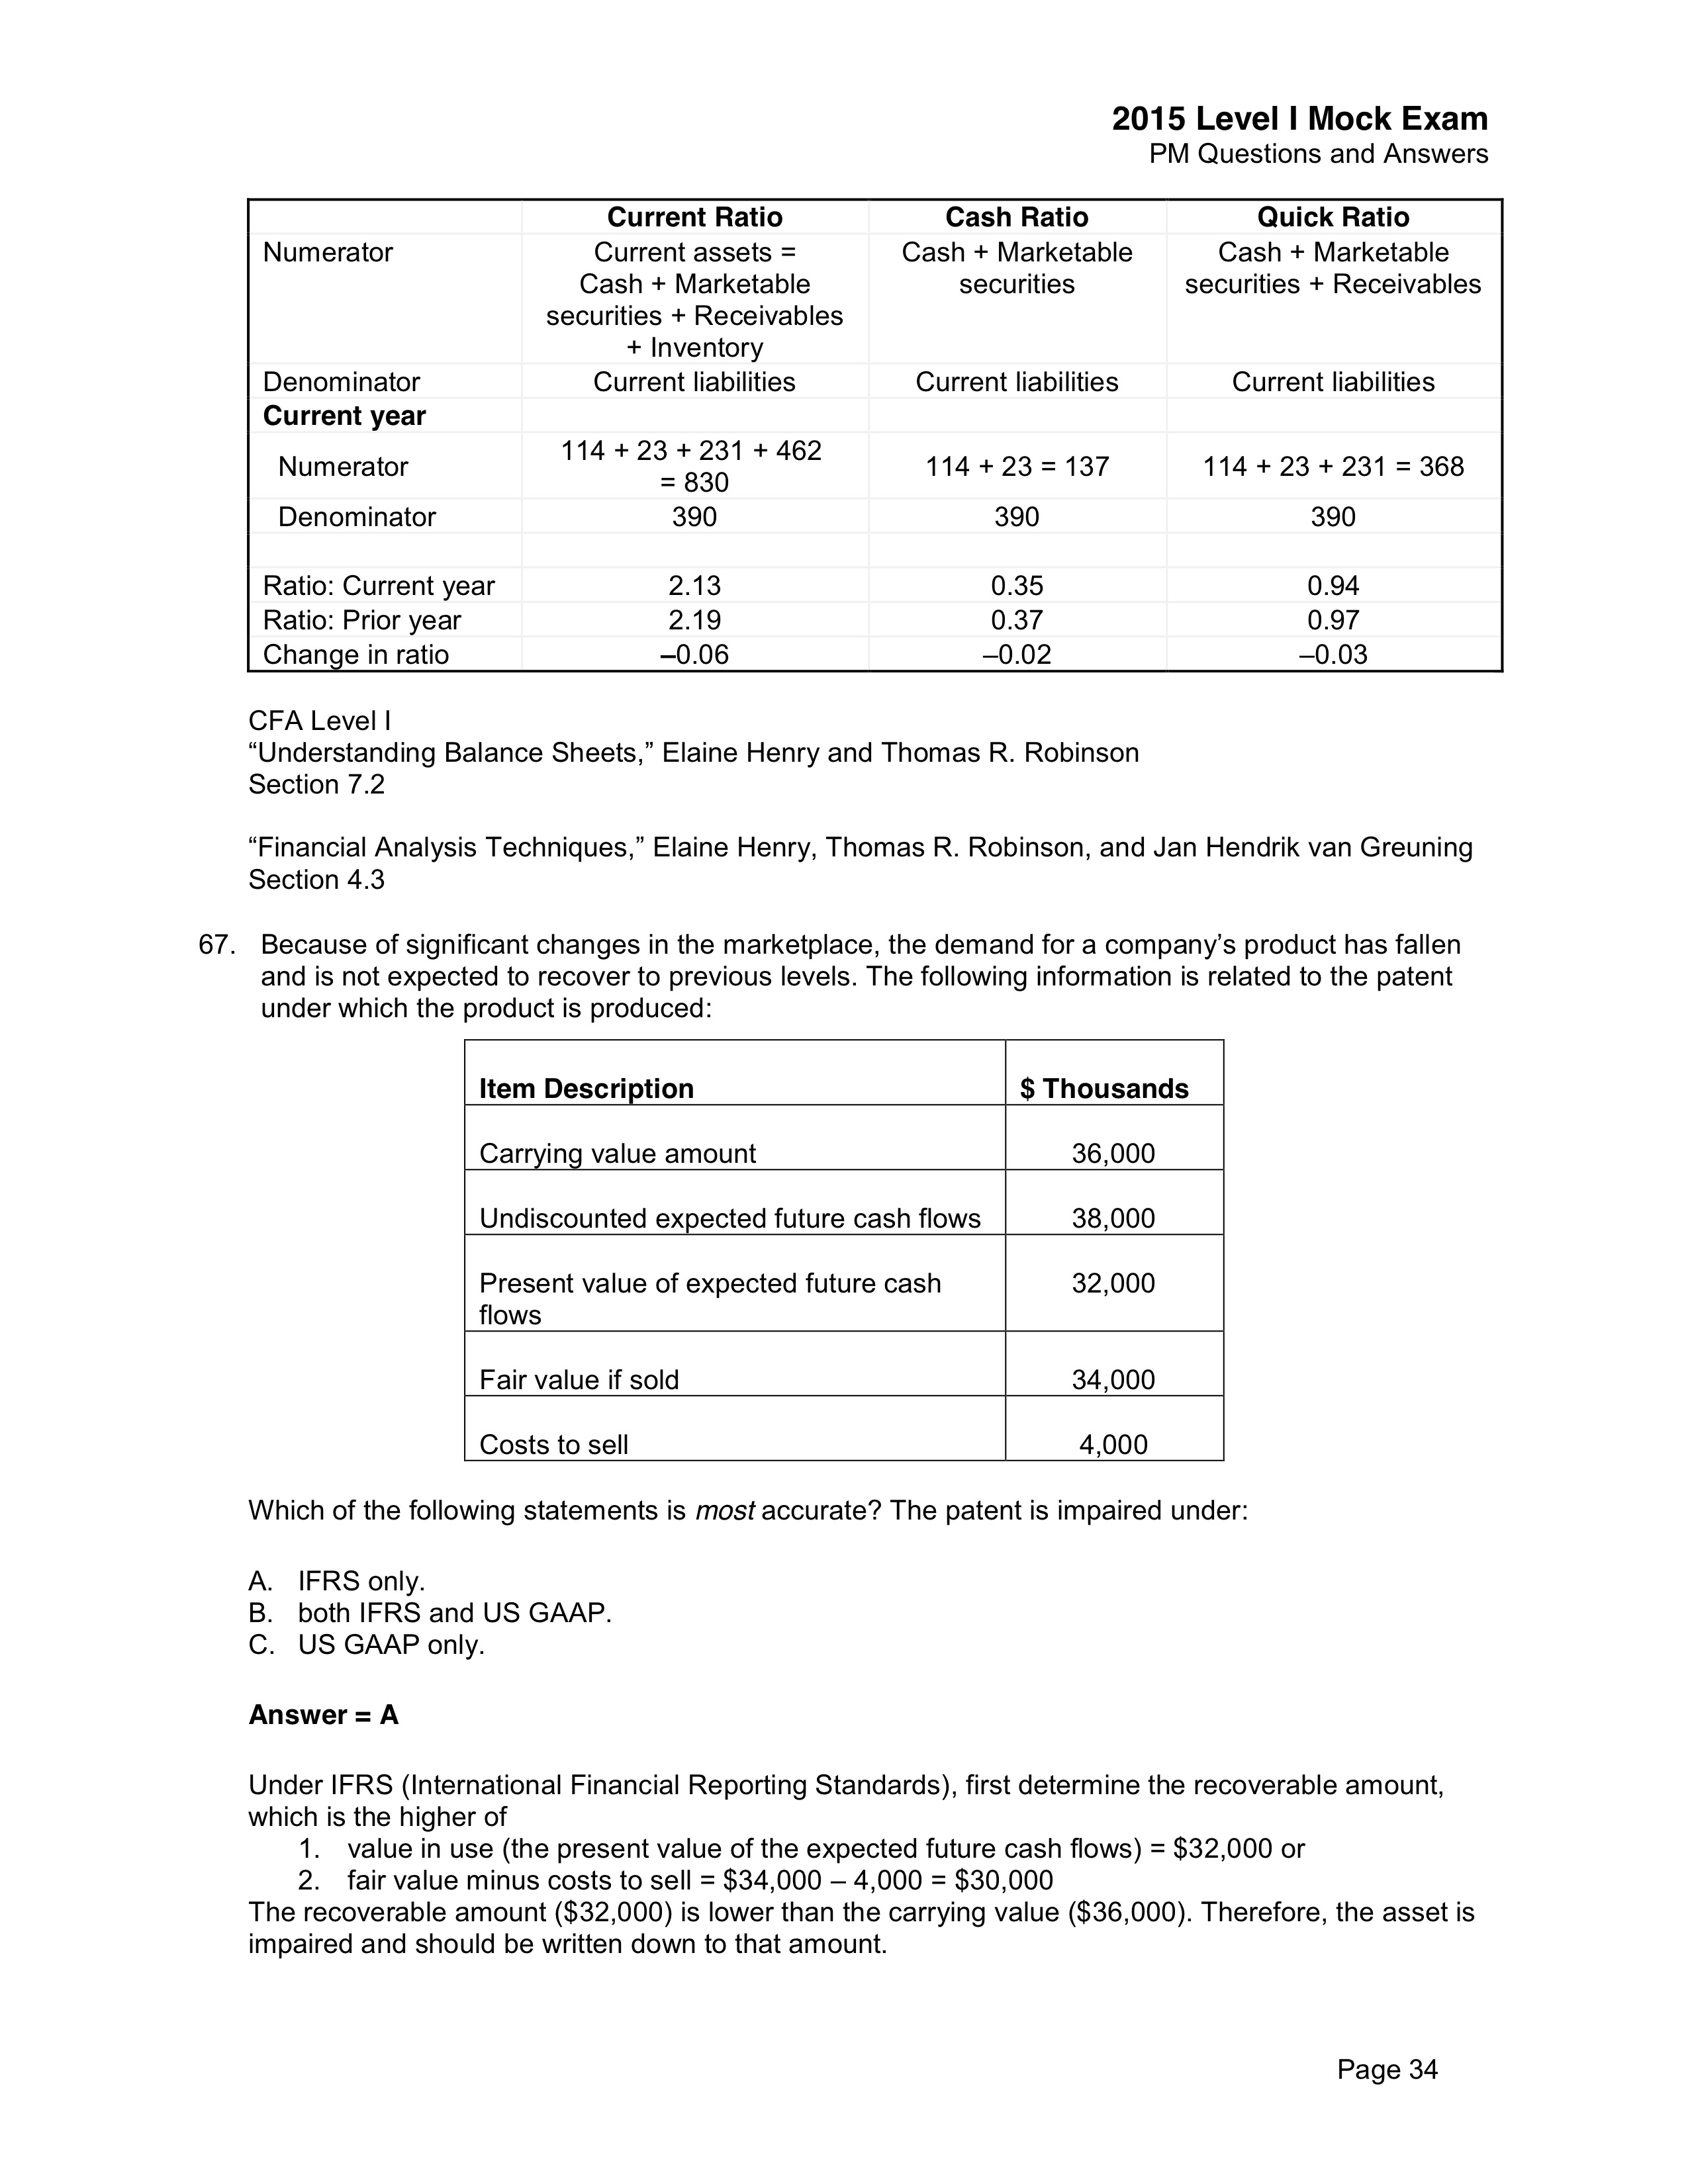 2015 Level I Mock Exam
PM Questions and Answers
Current Ratio Cash Ratio Quick Ratio
Numerator Current assets = Cash + Marketable securities + Receivables + Inventory Cash + Marketable securities Cash + Marketable securities + Receivables
Denominator Current liabilities Current liabilities Current liabilities
Current year
Numerator 114 + 23 + 231 + 462 = 830 114 + 23 = 137 114 + 23 + 231 = 368
Denominator 390 390 390
Ratio: Current year 2.13 0.35 0.94
Ratio: Prior year 2.19 0.37 0.97
Change in ratio –0.06 –0.02 –0.03
CFA Level I
“Understanding Balance Sheets,” Elaine Henry and Thomas R. Robinson
Section 7.2
“Financial Analysis Techniques,” Elaine Henry, Thomas R. Robinson, and Jan Hendrik van Greuning
Section 4.3
67. Because of significant changes in the marketplace, the demand for a company’s product has fallen
and is not expected to recover to previous levels. The following information is related to the patent
under which the product is produced:
Item Description $ Thousands
Carrying value amount 36,000
Undiscounted expected future cash flows 38,000
Present value of expected future cash flows 32,000
Fair value if sold 34,000
Costs to sell 4,000
Which of the following statements is most accurate? The patent is impaired under:
A. IFRS only.
B. both IFRS and US GAAP.
C. US GAAP only.
Answer = A
Under IFRS (International Financial Reporting Standards), first determine the recoverable amount,
which is the higher of
1. value in use (the present value of the expected future cash flows) = $32,000 or
2. fair value minus costs to sell = $34,000 – 4,000 = $30,000
The recoverable amount ($32,000) is lower than the carrying value ($36,000). Therefore, the asset is
impaired and should be written down to that amount.
Page 34